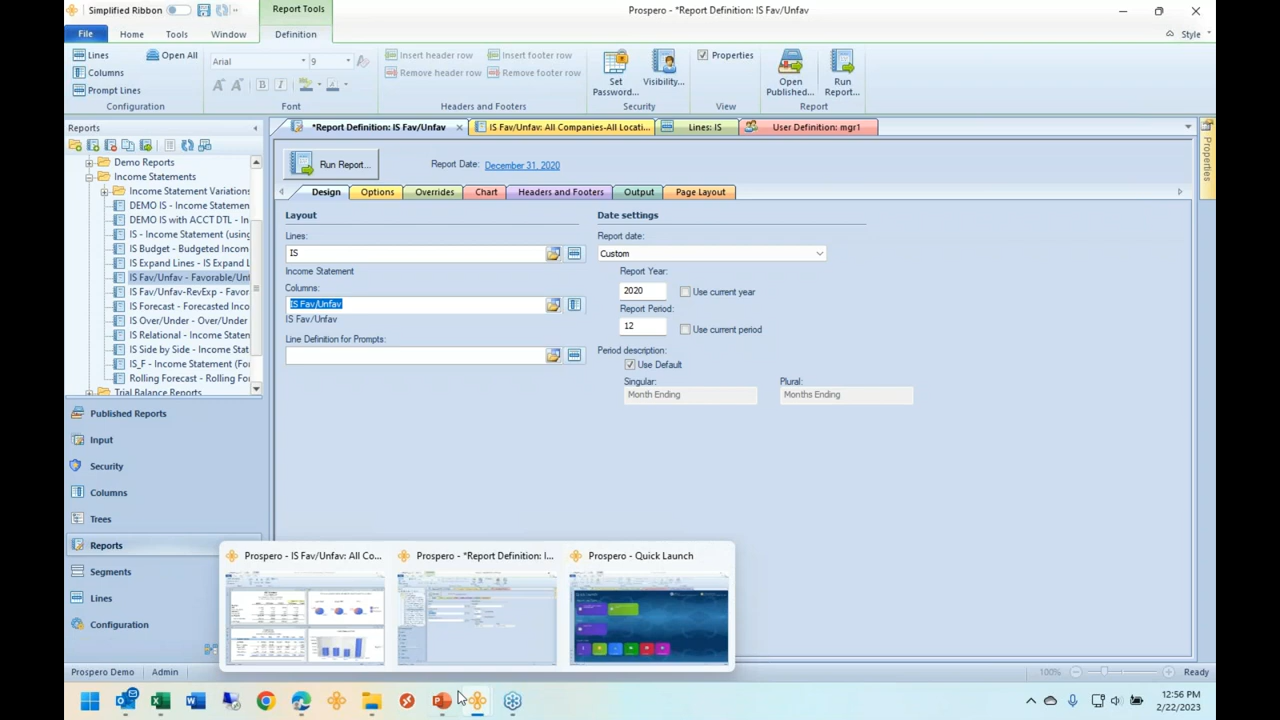 Simplified Ribbon
Report Tools
Prospero - *Report Definition: IS Fav/Unfav
File
Home
Tools
Window
Definition
Style
Lines
Open All
Columns
Prompt Lines
Configuration
Arial
9
Font
Insert header row
Insert footer row
Remove header row
Remove footer row
Headers and Footers
Set Password...
Visibility...
Security
Properties
View
Open Published...
Run Report...
Report
Reports
*Report Definition: IS Fav/Unfav
IS Fav/Unfav: All Companies-All Locati...
Lines: IS
User Definition: mgr1
Properties
Demo Reports
Income Statements
Income Statement Variation
DEMO IS - Income Statemen
DEMO IS with ACCT DTL - In
IS - Income Statement (using
IS Budget - Budgeted Incom
IS Expand Lines - IS Expand L
IS Fav/Unfav - Favorable/Unf
IS Fav/Unfav-RevExp - Favor
IS Forecast - Forecasted Incor
IS Over/Under - Over/Under
IS Relational - Income Staten
IS Side by Side - Income Stat
IS_F - Income Statement (For
Rolling Forecast - Rolling For
Trial Balance Reports
Run Report...
Report Date:
December 31, 2020
Design
Options
Overrides
Chart
Headers and Footers
Output
Page Layout
Layout
Date settings
Lines:
IS
Income Statement
Columns:
IS Fav/Unfav
IS Fav/Unfav
Line Definition for Prompts:
Report date:
Custom
Report Year:
2020
Use current year
Report Period:
12
Use current period
Period description:
Use Default
Singular:
Plural:
Month Ending
Months Ending
Published Reports
Input
Security
Columns
Trees
Reports
Segments
Lines
Configuration
Prospero - IS Fav/Unfav: All Co...
Prospero - *Report Definition: I...
Prospero - Quick Launch
Prospero Demo
Admin
100%
Ready
12:56 PM
2/22/2023